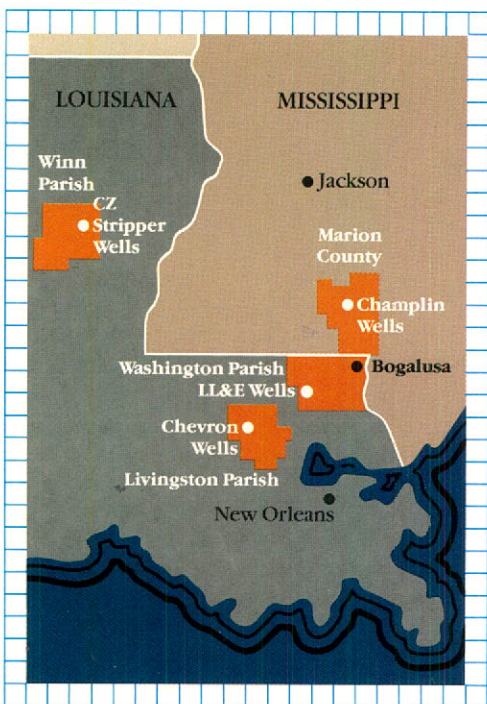 LOUISIANA
MISSISSIPPI
Jackson
Winn
Parish
CZ
Stripper
Wells
Marion
County
Champlin
Wells
Washington Parish
LL&E Wells
Bogalusa
Chevron
Wells
Livingston Parish
New Orleans